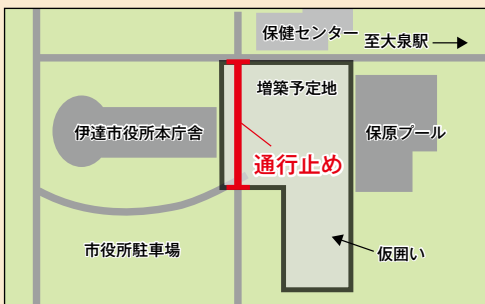 保健センター
至大泉駅
増築予定地
伊達市役所本庁舎
保原プール
通行止め
市役所駐車場
仮囲い